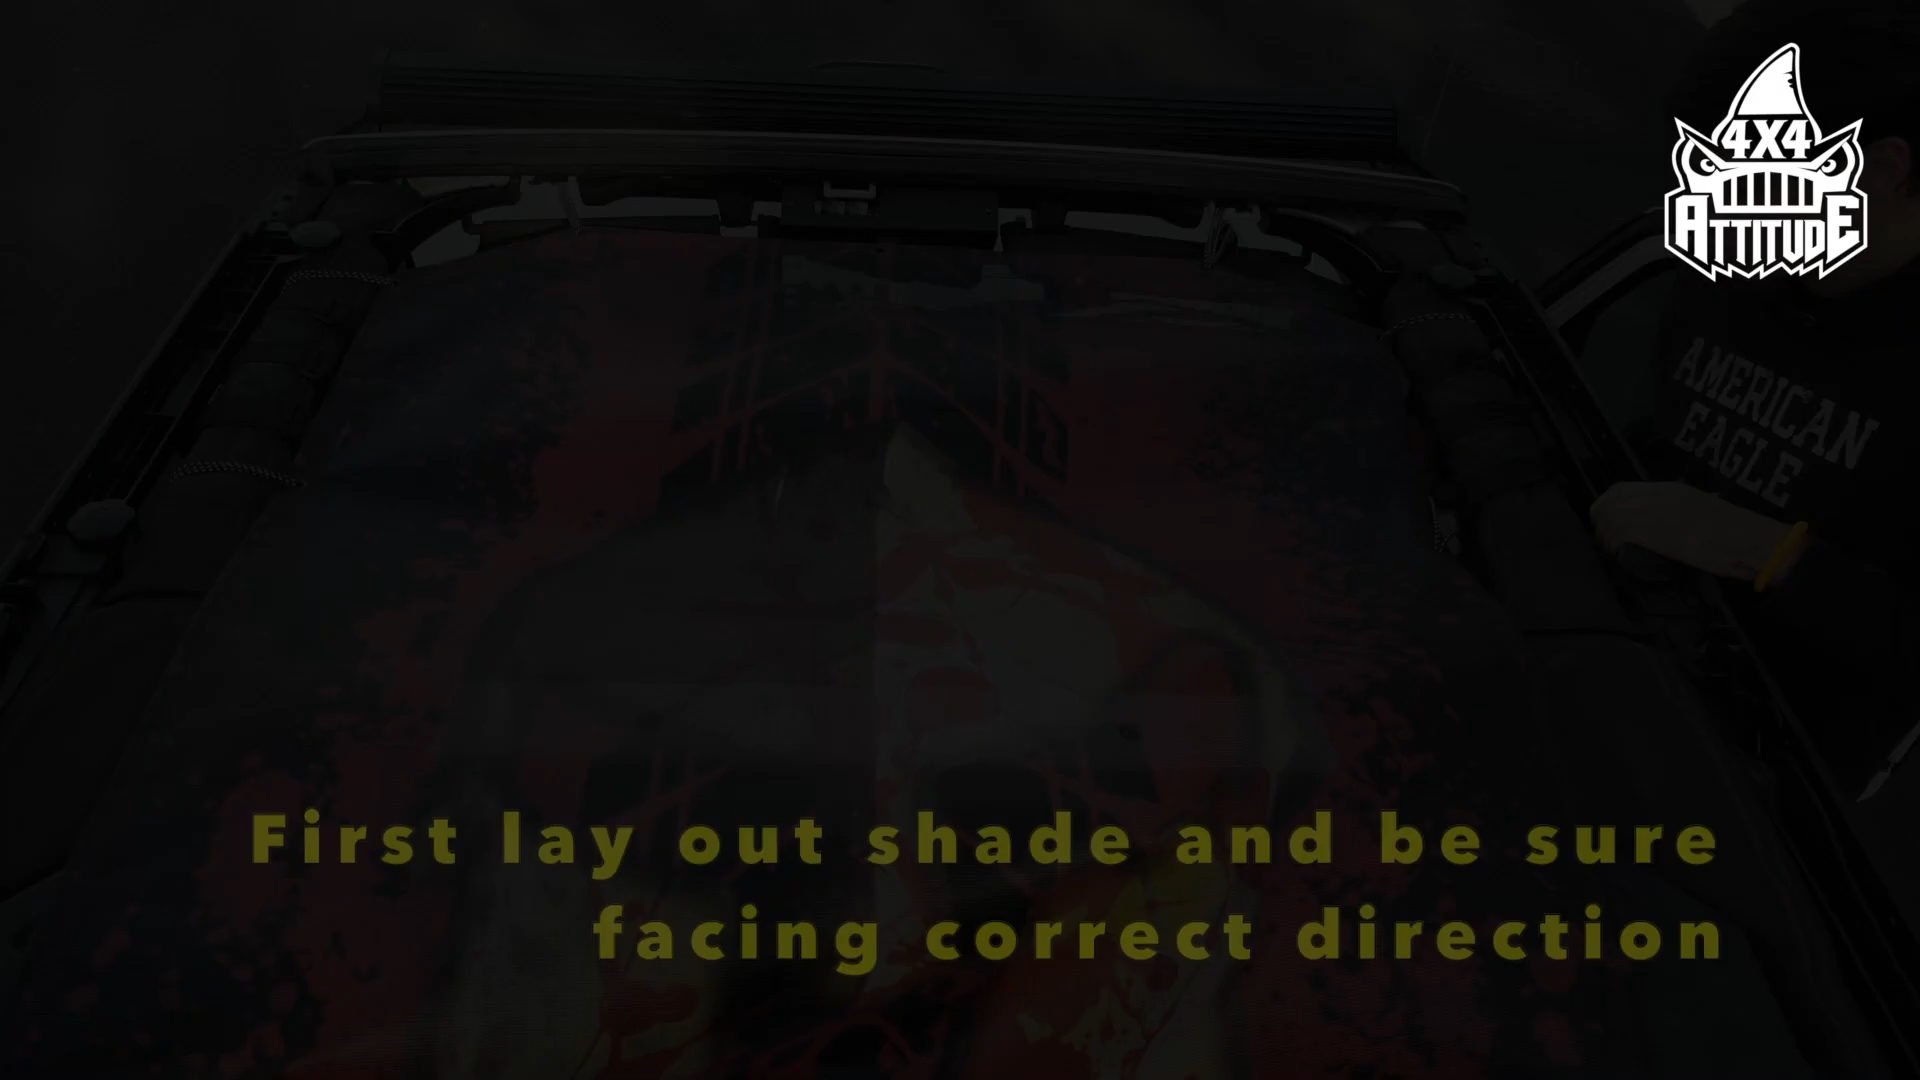 4X4
ATTITUDE
AMERICAN
EAGLE
First lay out shade and be sure
facing correct direction